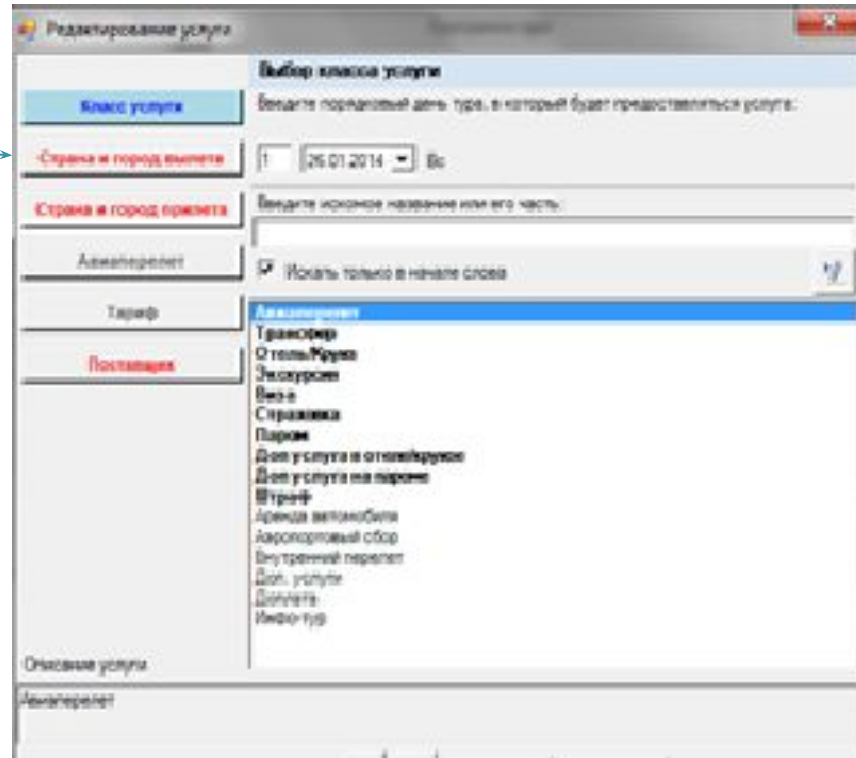 Редактирование услуги
Выбор класса услуги
Класс услуги
Введите порядковый день тура, в который будет предоставляться услуга:
Страна и город вылета
1 26.01.2014 Вс
Страна и город прилета
Введите искомое название или его часть:
Авиаперелет
Искать только в начале слова
Тариф
Поставщик
Авиаперелет
Трансфер
Отель/Круиз
Экскурсия
Виза
Страховка
Паром
Доп услуга в отеле/круизе
Доп услуга на пароме
Штраф
Аренда автомобиля
Аэропортовый сбор
Внутренний перелет
Доп. услуги
Доплата
Инфо-тур
Описание услуги
Авиаперелет